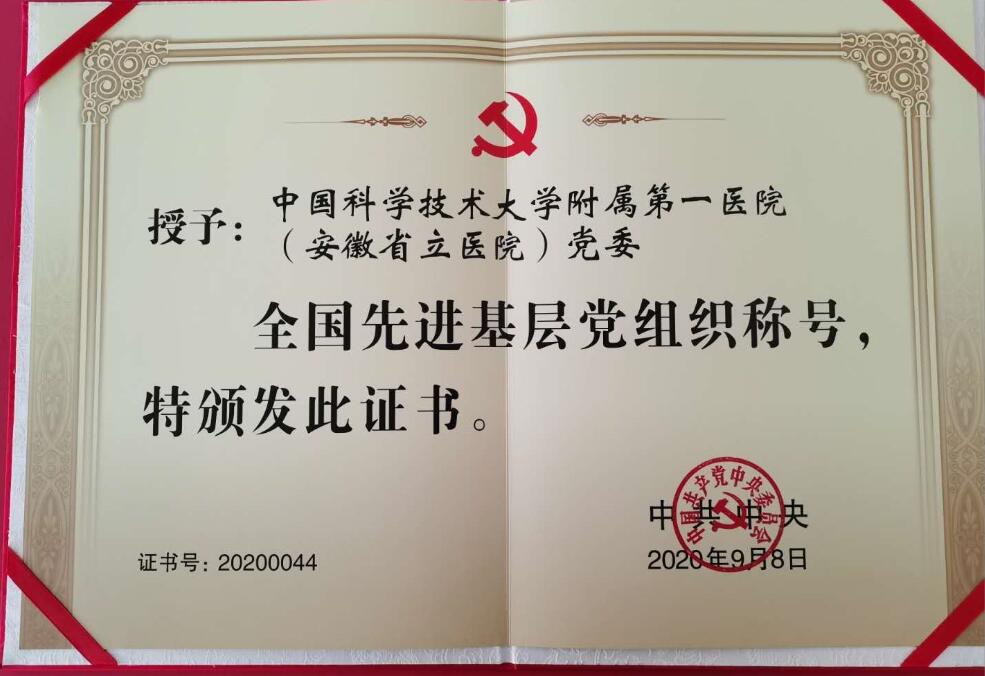 授予：
中国科学技术大学附属第一医院
（安徽省立医院）党委
全国先进基层党组织称号，
特颁发此证书。
中国共产党中央委员会
中共中央
证书号：20200044
2020年9月8日